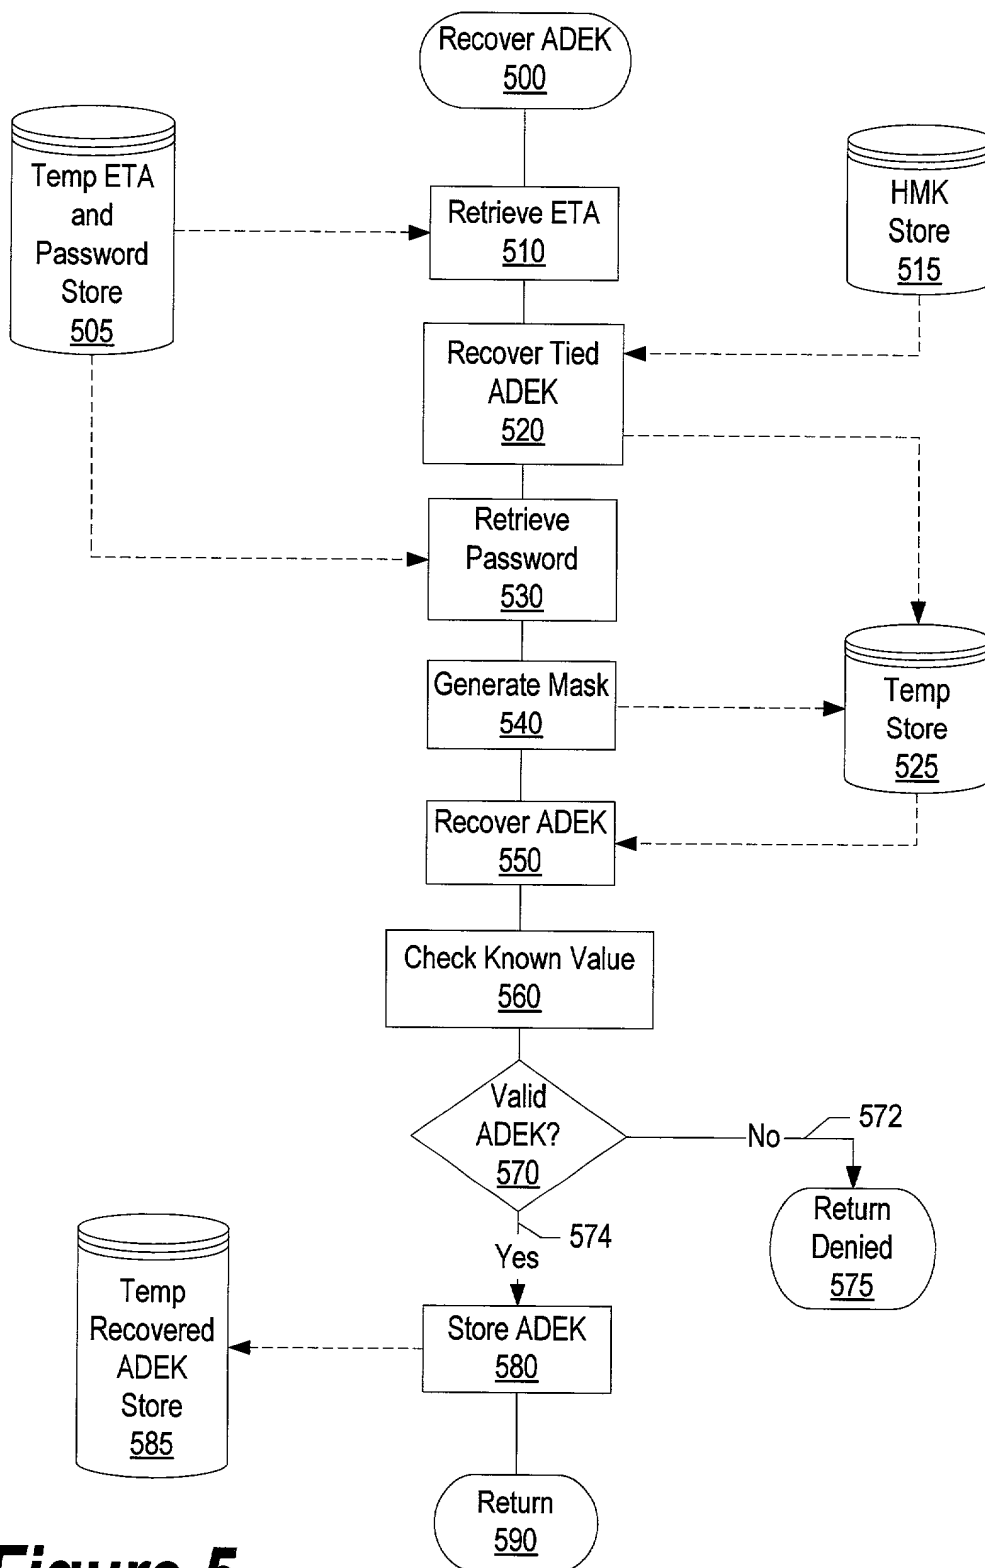 Recover ADEK
500
Temp ETA
and
Password
Store
505
HMK
Store
515
Retrieve ETA
510
Recover Tied
ADEK
520
Retrieve
Password
530
Generate Mask
540
Temp
Store
525
Recover ADEK
550
Check Known Value
560
Valid
ADEK?
570
No
572
Return
Denied
575
574
Yes
Temp
Recovered
ADEK
Store
585
Store ADEK
580
Return
590
Figure 5